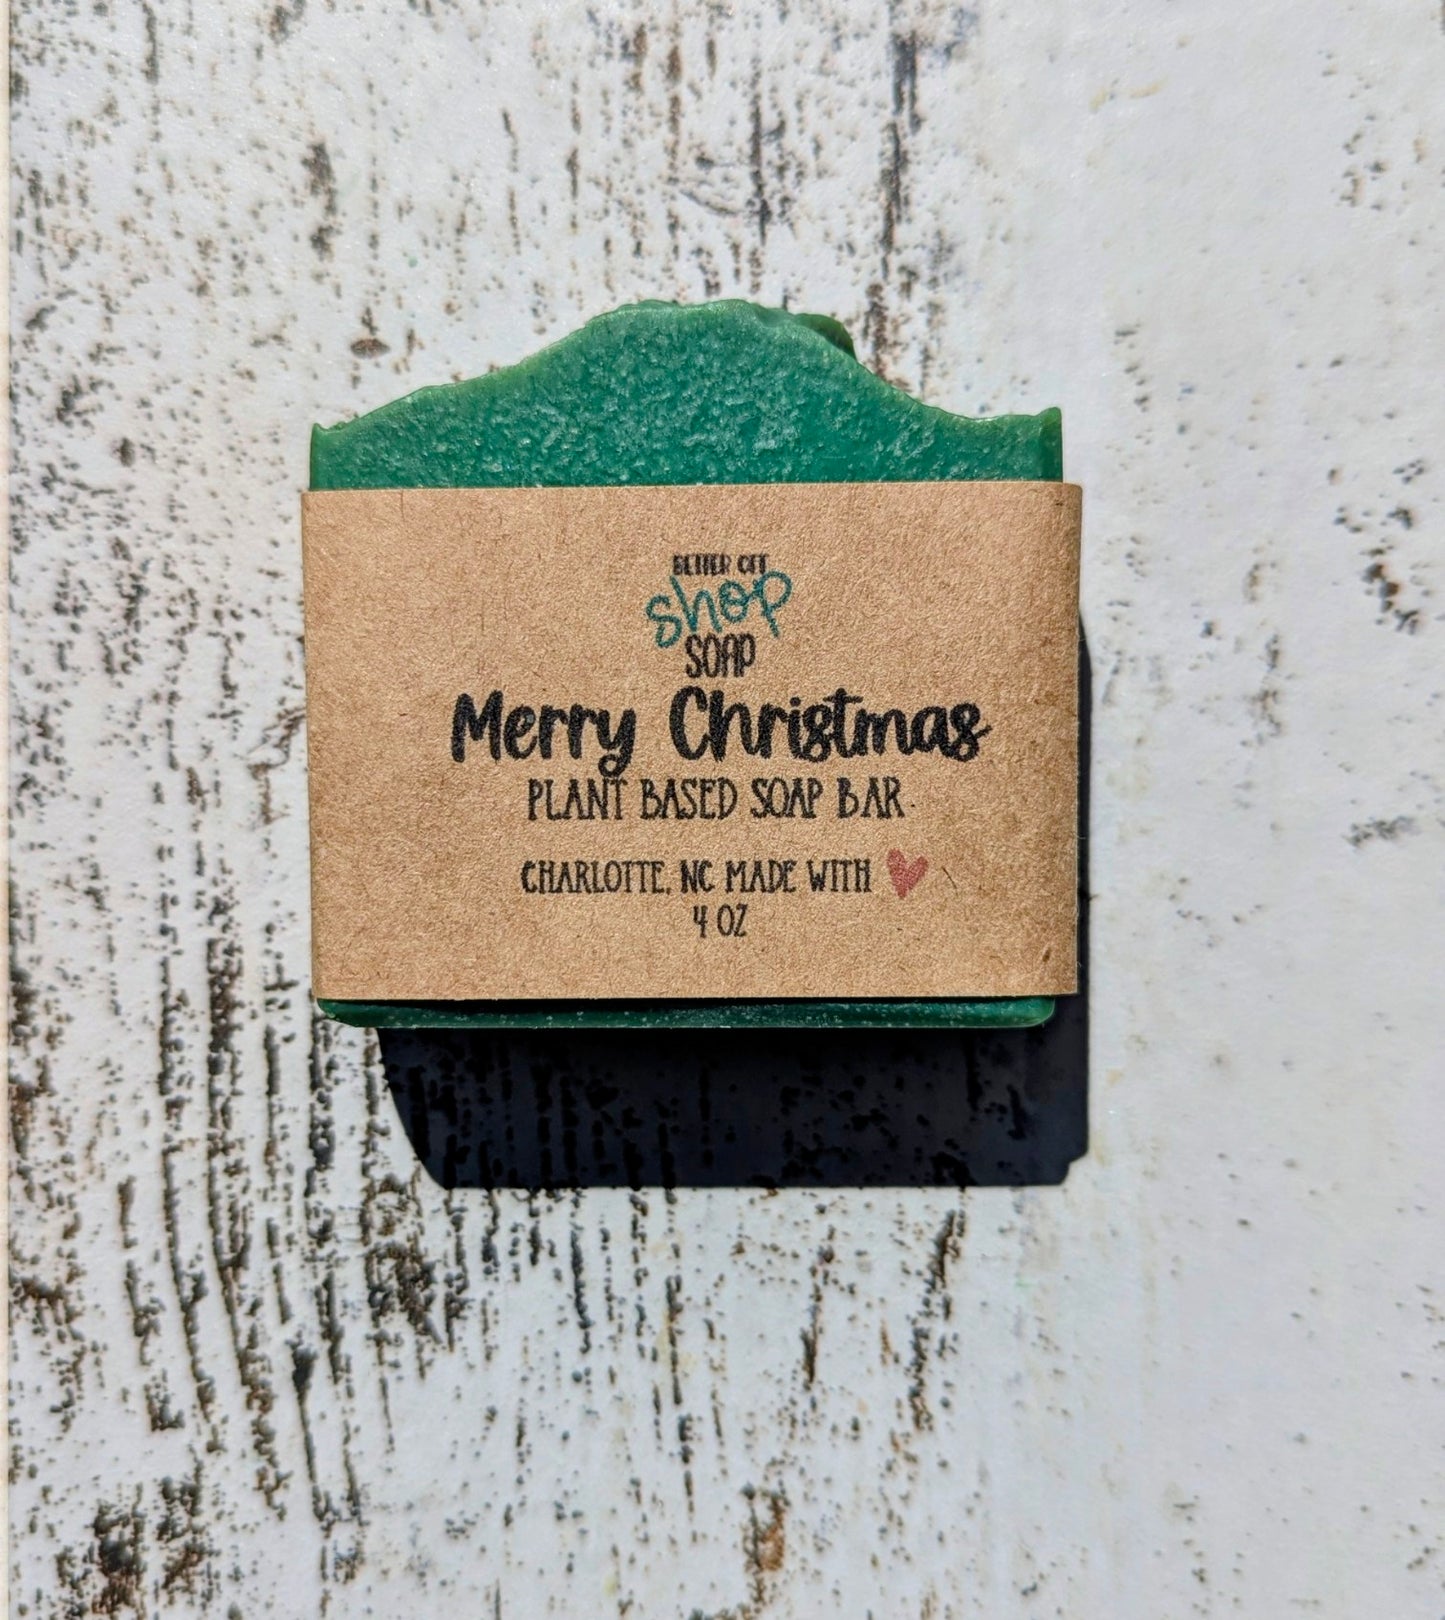 BETTER OFF
shop
SOAP
Merry Christmas
PLANT BASED SOAP BAR
CHARLOTTE, NC MADE WITH
4 OZ